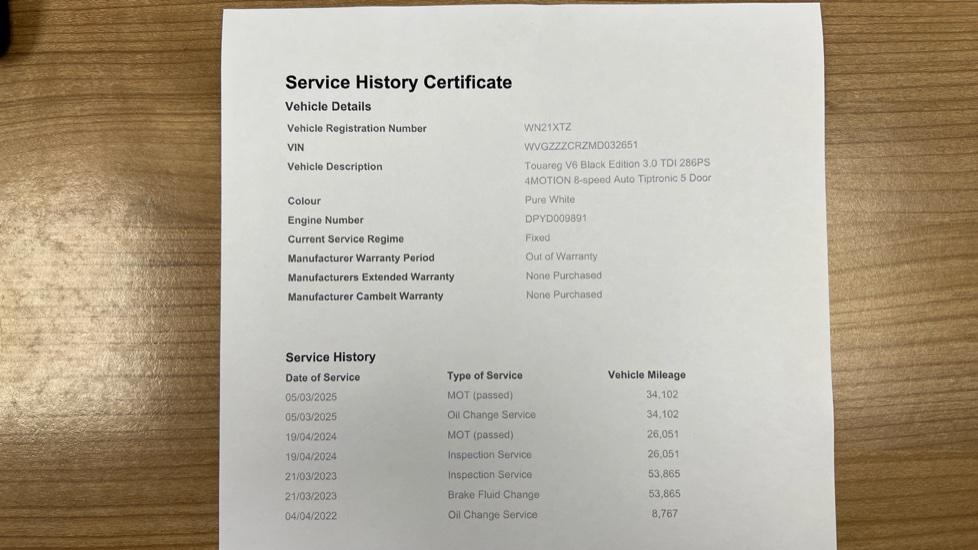 Service History Certificate
Vehicle Details
Vehicle Registration Number WN21XTZ
VIN WVGZZZCRZMD032651
Vehicle Description Touareg V6 Black Edition 3.0 TDI 286PS
4MOTION 8-speed Auto Tiptronic 5 Door
Colour Pure White
Engine Number DPYD009891
Current Service Regime Fixed
Manufacturer Warranty Period Out of Warranty
Manufacturers Extended Warranty None Purchased
Manufacturer Cambelt Warranty None Purchased
Service History
Date of Service Type of Service Vehicle Mileage
05/03/2025 MOT (passed) 34,102
05/03/2025 Oil Change Service 34,102
19/04/2024 MOT (passed) 26,051
19/04/2024 Inspection Service 26,051
21/03/2023 Inspection Service 53,865
21/03/2023 Brake Fluid Change 53,865
04/04/2022 Oil Change Service 8,767